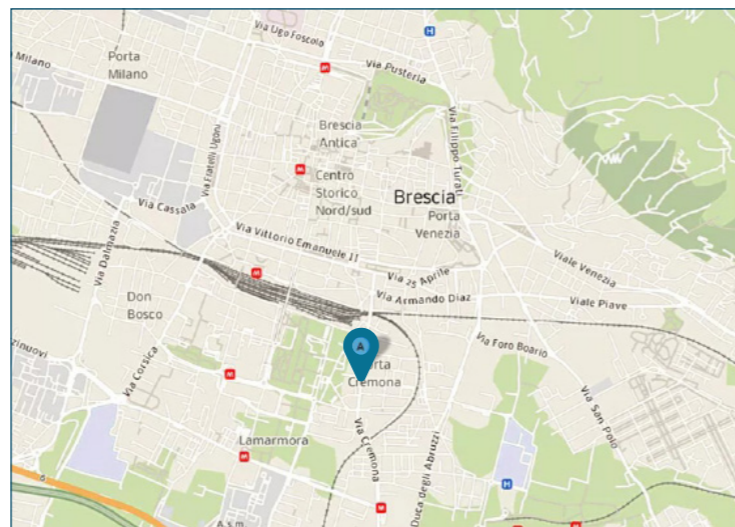 Via Ugo Foscolo
Porta
Milano
Milano
Via Pusteria
H
M
Via Fratelli Ugoni
Brescia
Antica
Via Filippo Turati
M
Centro
Storico
Nord/sud
Brescia
Porta
Venezia
Via Cassata
Via Vittorio Emanuele II
Via Dalmazia
Via 25 Aprile
Viale Venezia
M
Via Armando Diaz
Viale Piave
Don
Bosco
A
Via Foro Boario
zinuovi
Via Corsica
M
Porta
Cremona
Via San Polo
Via Cremona
Lamarmora
M
Duca degli Abruzzi
H
6
M
M
M
A.s.m.